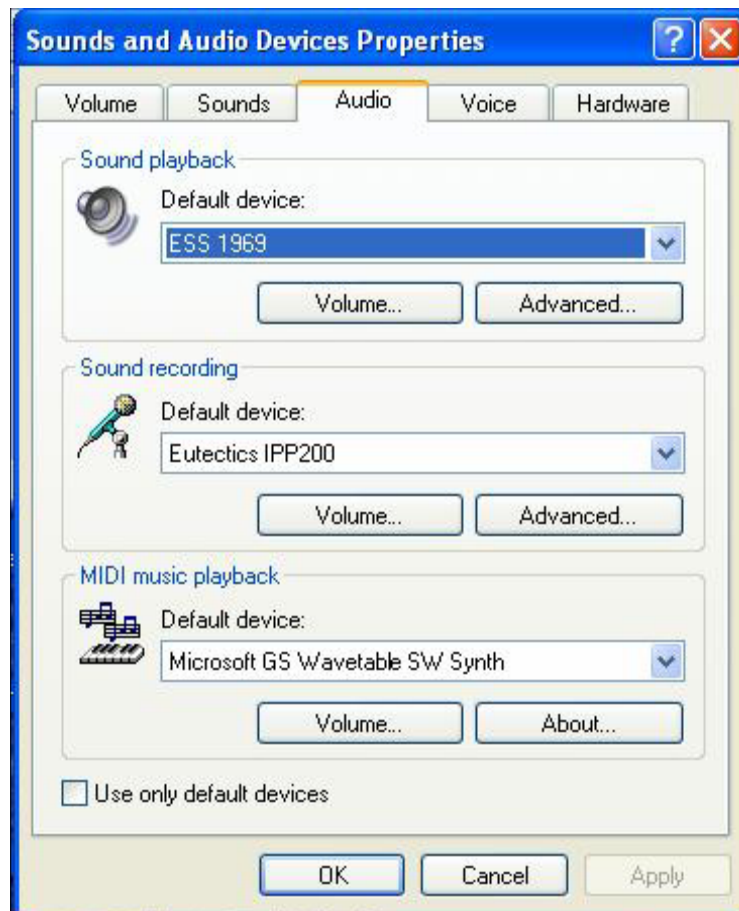 Sounds and Audio Devices Properties
Volume Sounds Audio Voice Hardware
Sound playback
Default device:
ESS 1969
Volume... Advanced...
Sound recording
Default device:
Eutectics IPP200
Volume... Advanced...
MIDI music playback
Default device:
Microsoft GS Wavetable SW Synth
Volume... About...
Use only default devices
OK Cancel Apply